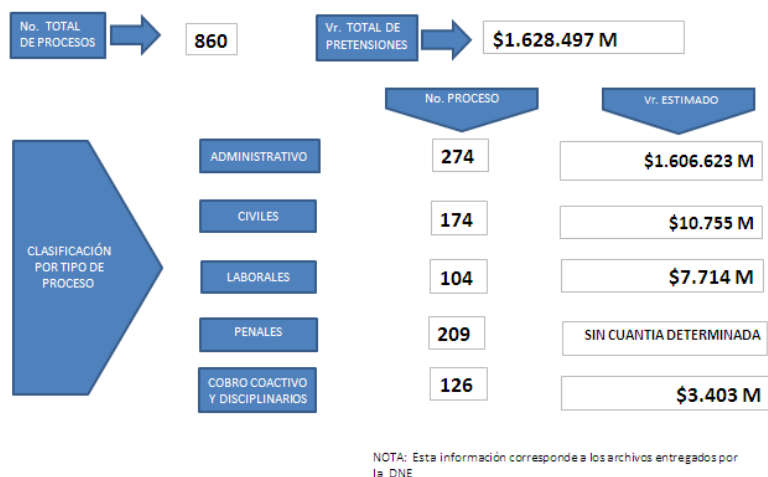 No. TOTAL
DE PROCESOS
860
Vr. TOTAL DE
PRETENSIONES
$1.628.497 M
No. PROCESO
Vr. ESTIMADO
CLASIFICACIÓN
POR TIPO DE
PROCESO
ADMINISTRATIVO
274
$1.606.623 M
CIVILES
174
$10.755 M
LABORALES
104
$7.714 M
PENALES
209
SIN CUANTIA DETERMINADA
COBRO COACTIVO
Y DISCIPLINARIOS
126
$3.403 M
NOTA: Esta información corresponde a los archivos entregados por
la DNE